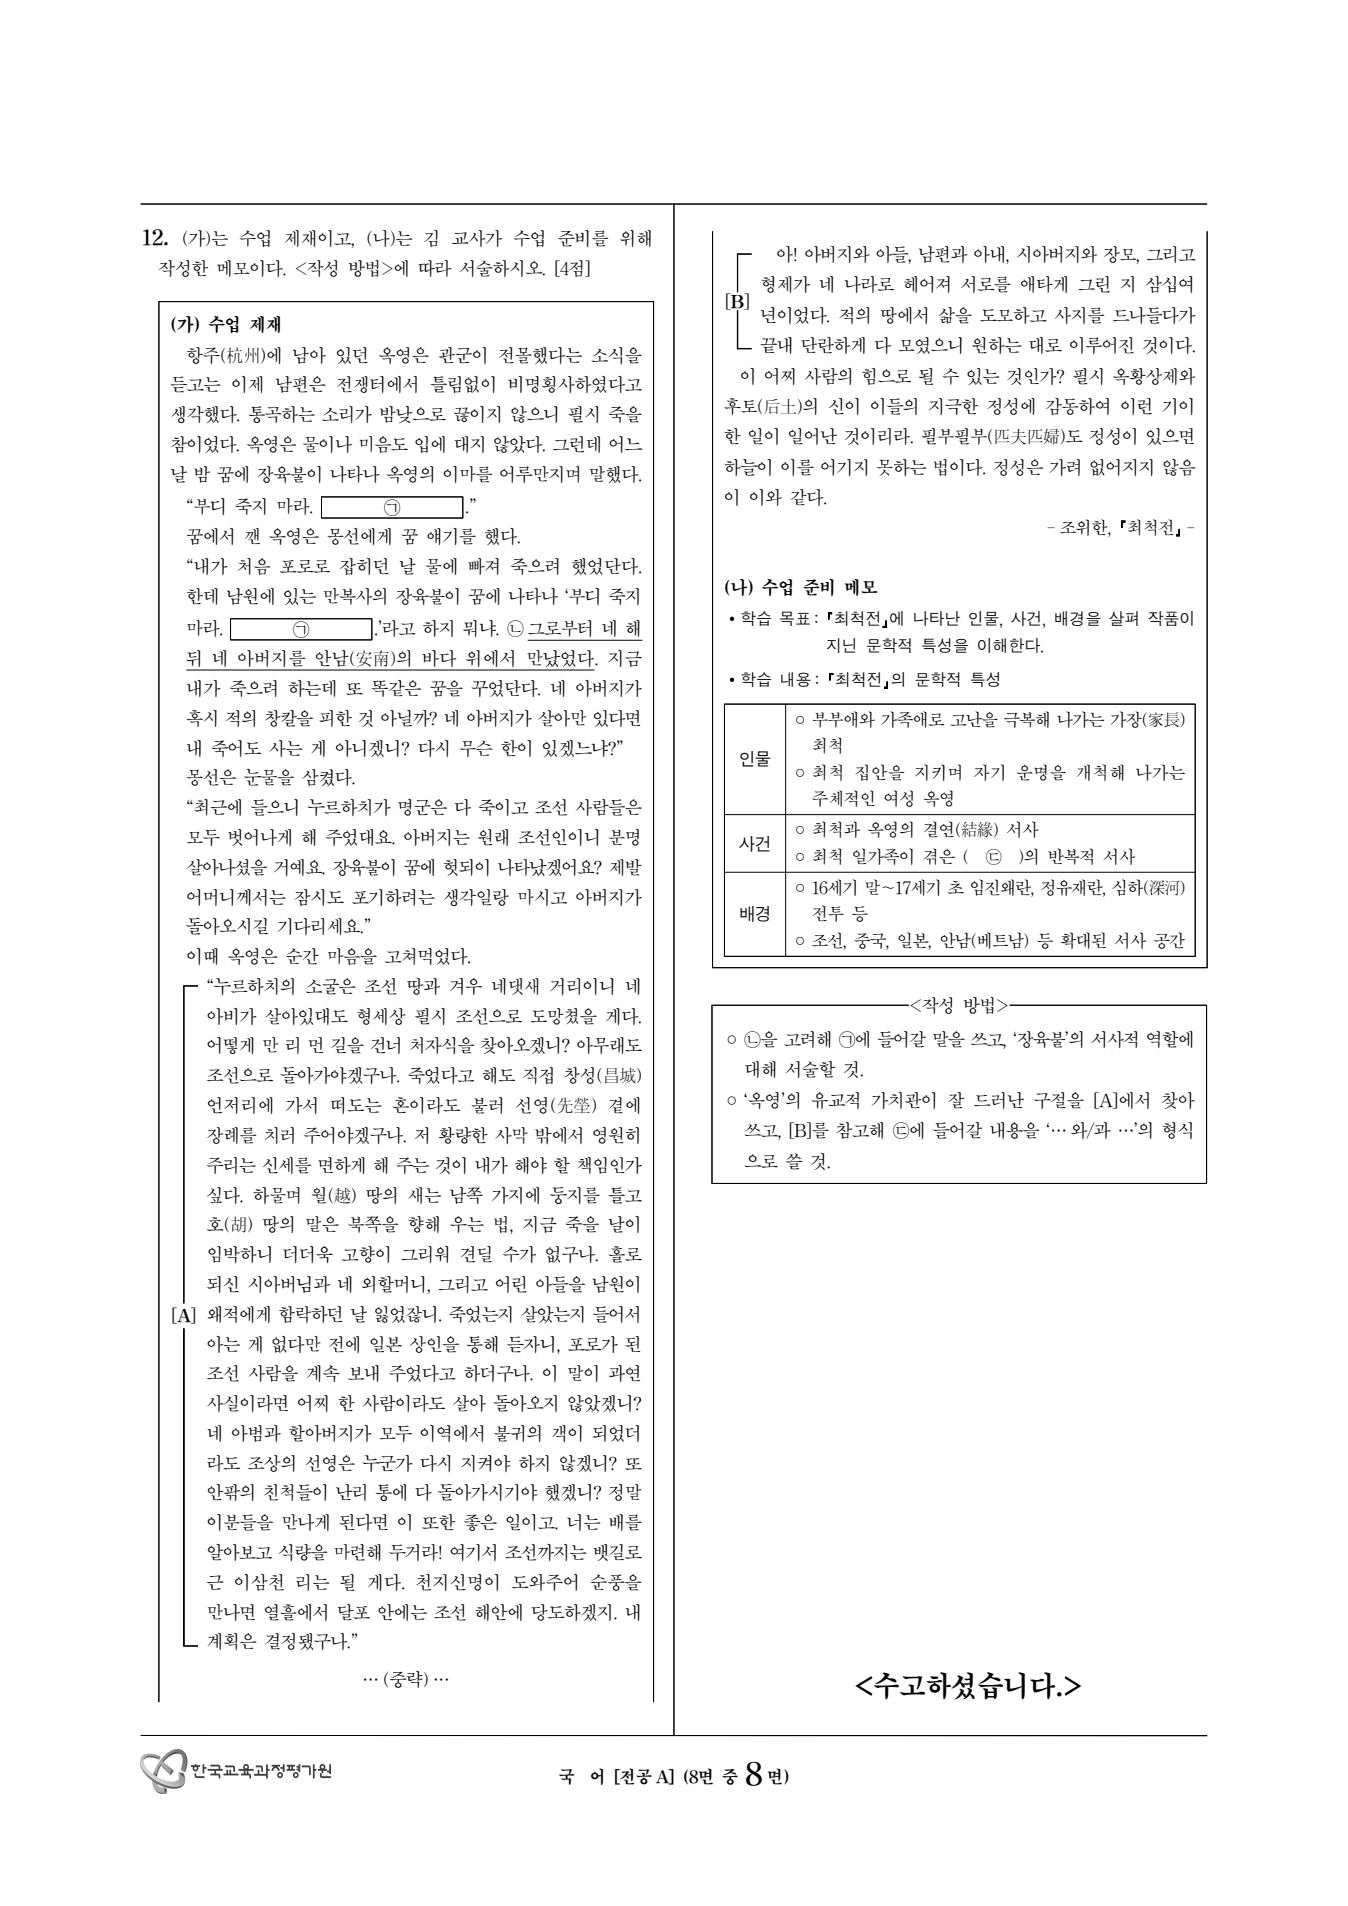 12. (가)는 수업 제재이고, (나)는 김 교사가 수업 준비를 위해
작성한 메모이다. <작성 방법>에 따라 서술하시오. [4점]
(가) 수업 제재
항주(杭州)에 남아 있던 옥영은 관군이 전몰했다는 소식을
듣고는 이제 남편은 전쟁터에서 틀림없이 비명횡사하였다고
생각했다. 통곡하는 소리가 밤낮으로 끊이지 않으니 필시 죽을
참이었다. 옥영은 물이나 미음도 입에 대지 않았다. 그런데 어느
날 밤 꿈에 장육불이 나타나 옥영의 이마를 어루만지며 말했다.
“부디 죽지 마라. ㉠.”
꿈에서 깬 옥영은 몽선에게 꿈 얘기를 했다.
“내가 처음 포로로 잡히던 날 물에 빠져 죽으려 했었단다.
한데 남원에 있는 만복사의 장육불이 꿈에 나타나 ‘부디 죽지
마라. ㉠.’라고 하지 뭐냐. ㉡그로부터 네 해
뒤 네 아버지를 안남(安南)의 바다 위에서 만났었다. 지금
내가 죽으려 하는데 또 똑같은 꿈을 꾸었단다. 네 아버지가
혹시 적의 창칼을 피한 것 아닐까? 네 아버지가 살아만 있다면
내 죽어도 사는 게 아니겠니? 다시 무슨 한이 있겠느냐?”
몽선은 눈물을 삼켰다.
“최근에 들으니 누르하치가 명군은 다 죽이고 조선 사람들은
모두 벗어나게 해 주었대요. 아버지는 원래 조선인이니 분명
살아나셨을 거예요. 장육불이 꿈에 헛되이 나타났겠어요? 제발
어머니께서는 잠시도 포기하려는 생각일랑 마시고 아버지가
돌아오시길 기다리세요.”
이때 옥영은 순간 마음을 고쳐먹었다.
“누르하치의 소굴은 조선 땅과 겨우 네댓새 거리이니 네
아비가 살아있대도 형세상 필시 조선으로 도망쳤을 게다.
어떻게 만 리 먼 길을 건너 처자식을 찾아오겠니? 아무래도
조선으로 돌아가야겠구나. 죽었다고 해도 직접 창성(昌城)
언저리에 가서 떠도는 혼이라도 불러 선영(先塋) 곁에
장례를 치러 주어야겠구나. 저 황량한 사막 밖에서 영원히
주리는 신세를 면하게 해 주는 것이 내가 해야 할 책임인가
싶다. 하물며 월(越) 땅의 새는 남쪽 가지에 둥지를 틀고
호(胡) 땅의 말은 북쪽을 향해 우는 법, 지금 죽을 날이
임박하니 더더욱 고향이 그리워 견딜 수가 없구나. 홀로
되신 시아버님과 네 외할머니, 그리고 어린 아들을 남원이
[A] 왜적에게 함락하던 날 잃었잖니. 죽었는지 살았는지 들어서
아는 게 없다만 전에 일본 상인을 통해 듣자니, 포로가 된
조선 사람을 계속 보내 주었다고 하더구나. 이 말이 과연
사실이라면 어찌 한 사람이라도 살아 돌아오지 않았겠니?
네 아범과 할아버지가 모두 이역에서 불귀의 객이 되었더
라도 조상의 선영은 누군가 다시 지켜야 하지 않겠니? 또
안팎의 친척들이 난리 통에 다 돌아가시기야 했겠니? 정말
이분들을 만나게 된다면 이 또한 좋은 일이고. 너는 배를
알아보고 식량을 마련해 두거라! 여기서 조선까지는 뱃길로
근 이삼천 리는 될 게다. 천지신명이 도와주어 순풍을
만나면 열흘에서 달포 안에는 조선 해안에 당도하겠지. 내
계획은 결정됐구나.”
… (중략) …
아! 아버지와 아들, 남편과 아내, 시아버지와 장모, 그리고
형제가 네 나라로 헤어져 서로를 애타게 그린 지 삼십여
[B] 년이었다. 적의 땅에서 삶을 도모하고 사지를 드나들다가
끝내 단란하게 다 모였으니 원하는 대로 이루어진 것이다.
이 어찌 사람의 힘으로 될 수 있는 것인가? 필시 옥황상제와
후토(后土)의 신이 이들의 지극한 정성에 감동하여 이런 기이
한 일이 일어난 것이리라. 필부필부(匹夫匹婦)도 정성이 있으면
하늘이 이를 어기지 못하는 법이다. 정성은 가려 없어지지 않음
이 이와 같다.
- 조위한, 『최척전』 -
(나) 수업 준비 메모
• 학습 목표: 『최척전』에 나타난 인물, 사건, 배경을 살펴 작품이
지닌 문학적 특성을 이해한다.
• 학습 내용: 『최척전』의 문학적 특성
인물
○ 부부애와 가족애로 고난을 극복해 나가는 가장(家長)
최척
○ 최척 집안을 지키며 자기 운명을 개척해 나가는
주체적인 여성 옥영
사건
○ 최척과 옥영의 결연(結緣) 서사
○ 최척 일가족이 겪은 ( ㉢ )의 반복적 서사
배경
○ 16세기 말~17세기 초 임진왜란, 정유재란, 심하(深河)
전투 등
○ 조선, 중국, 일본, 안남(베트남) 등 확대된 서사 공간
<작성 방법>
○ ㉡을 고려해 ㉠에 들어갈 말을 쓰고, ‘장육불’의 서사적 역할에
대해 서술할 것.
○ ‘옥영’의 유교적 가치관이 잘 드러난 구절을 [A]에서 찾아
쓰고, [B]를 참고해 ㉢에 들어갈 내용을 ‘… 와/과 …’의 형식
으로 쓸 것.
<수고하셨습니다.>
한국교육과정평가원
국 어 [전공 A] (8면 중 8 면)